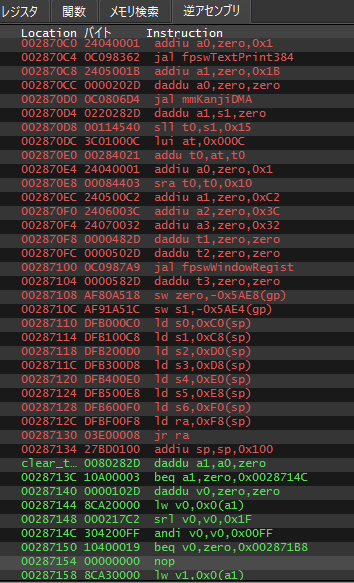 レジスタ 関数 メモリ検索 逆アセンブリ
Location バイト Instruction
002870C0 24040001 addiu a0,zero,0x1
002870C4 0C098362 jal fpswTextPrint384
002870C8 2405001B addiu a1,zero,0x1B
002870CC 0000202D daddu a0,zero,zero
002870D0 0C0806D4 jal mmKanjiDMA
002870D4 0220282D daddu a1,s1,zero
002870D8 00114540 sll t0,s1,0x15
002870DC 3C01000C lui at,0x000C
002870E0 00284021 addu t0,at,t0
002870E4 24040001 addiu a0,zero,0x1
002870E8 00084403 sra t0,t0,0x10
002870EC 240500C2 addiu a1,zero,0xC2
002870F0 2406003C addiu a2,zero,0x3C
002870F4 24070032 addiu a3,zero,0x32
002870F8 0000482D daddu t1,zero,zero
002870FC 0000502D daddu t2,zero,zero
00287100 0C0987A9 jal fpswWindowRegist
00287104 0000582D daddu t3,zero,zero
00287108 AF80A518 sw zero,-0x5AE8(gp)
0028710C AF91A51C sw s1,-0x5AE4(gp)
00287110 DFB000C0 ld s0,0xC0(sp)
00287114 DFB100C8 ld s1,0xC8(sp)
00287118 DFB200D0 ld s2,0xD0(sp)
0028711C DFB300D8 ld s3,0xD8(sp)
00287120 DFB400E0 ld s4,0xE0(sp)
00287124 DFB500E8 ld s5,0xE8(sp)
00287128 DFB600F0 ld s6,0xF0(sp)
0028712C DFBF00F8 ld ra,0xF8(sp)
00287130 03E00008 jr ra
00287134 27BD0100 addiu sp,sp,0x100
clear_t… 0080282D daddu a1,a0,zero
0028713C 10A00003 beq a1,zero,0x0028714C
00287140 0000102D daddu v0,zero,zero
00287144 8CA20000 lw v0,0x0(a1)
00287148 000217C2 srl v0,v0,0x1F
0028714C 304200FF andi v0,v0,0x00FF
00287150 10400019 beq v0,zero,0x002871B8
00287154 00000000 nop
00287158 8CA30000 lw v1,0x0(a1)